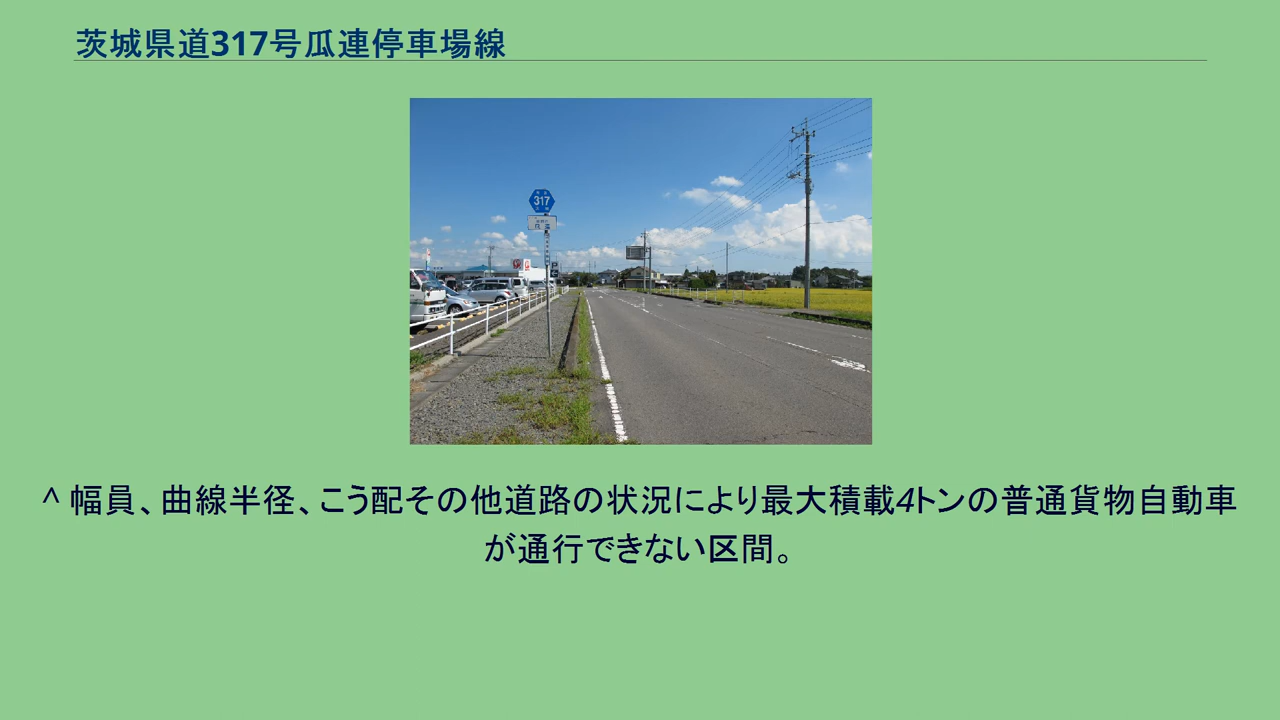 茨城県道317号瓜連停車場線
317
^ 幅員、曲線半径、こう配その他道路の状況により最大積載4トンの普通貨物自動車
が通行できない区間。